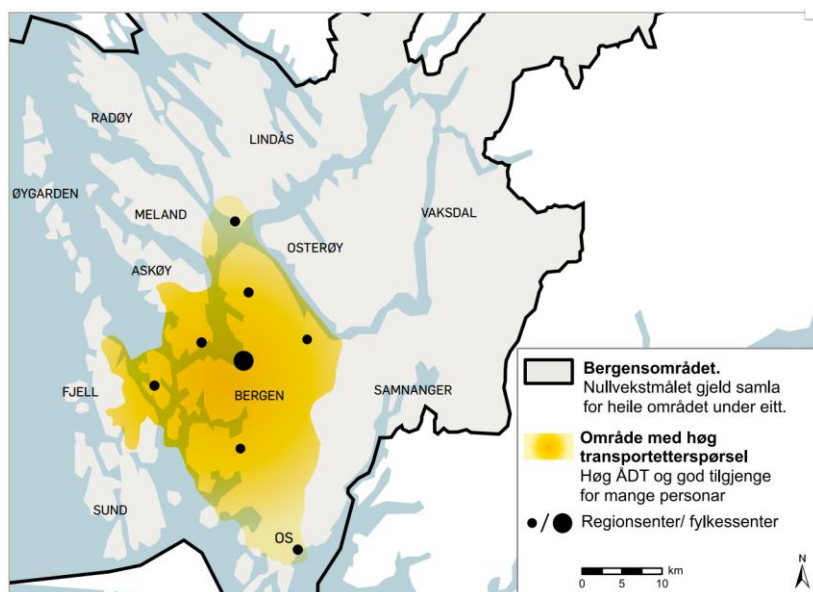 RADØY
LINDÅS
ØYGARDEN
MELAND
VAKSDAL
OSTERØY
ASKØY
FJELL
BERGEN
SAMNANGER
SUND
OS
Bergensområdet.
Nullvekstmålet gjeld samla
for heile området under eitt.
Område med høg
transportetterspørsel
Høg ÅDT og god tilgjenge
for mange personar
/
Regionsenter/ fylkessenter
km
0 5 10
N